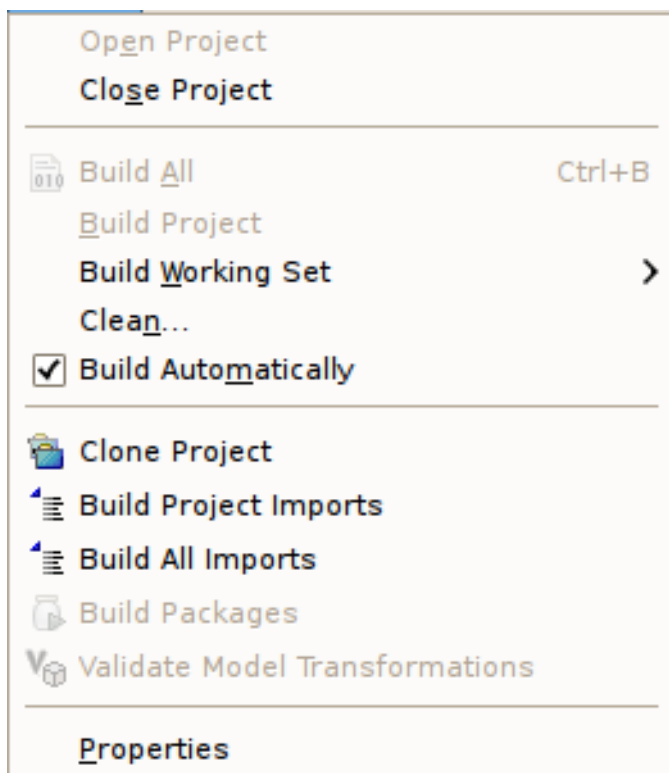 Open Project
Close Project
010 Build All Ctrl+B
Build Project
Build Working Set
Clean...
Build Automatically
Clone Project
Build Project Imports
Build All Imports
Build Packages
V Validate Model Transformations
Properties